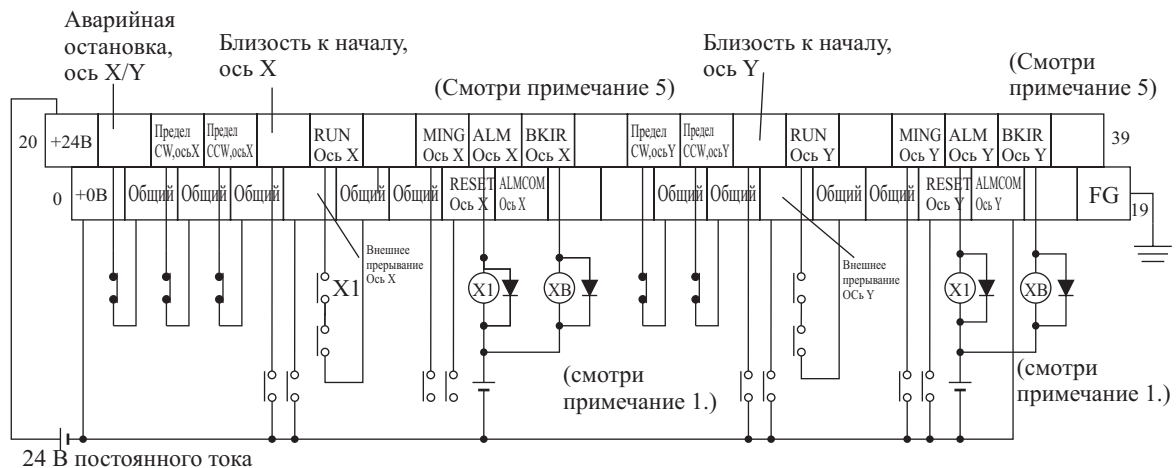 Аварийная
остановка,
ось X/Y
Близость к началу,
ось X
(Смотри примечание 5)
Близость к началу,
ось Y
(Смотри
примечание 5)
20
+24В
Предел
CW,осьX
Предел
CCW,осьX
RUN
Ось X
MING
Ось X
ALM
Ось X
BKIR
Ось X
Предел
CW,осьY
Предел
CCW,осьY
RUN
Ось Y
MING
Ось Y
ALM
Ось Y
BKIR
Ось Y
39
0
+0В
Общий
Общий
Общий
Общий
Общий
RESET
Ось X
ALMCOM
Ось X
Общий
Общий
Общий
Общий
RESET
Ось Y
ALMCOM
Ось Y
FG
19
Внешнее
прерывание
Ось X
Внешнее
прерывание
ОСь Y
X1
X1
XB
X1
XB
(смотри
примечание 1.)
(смотри
примечание 1.)
24 В постоянного тока